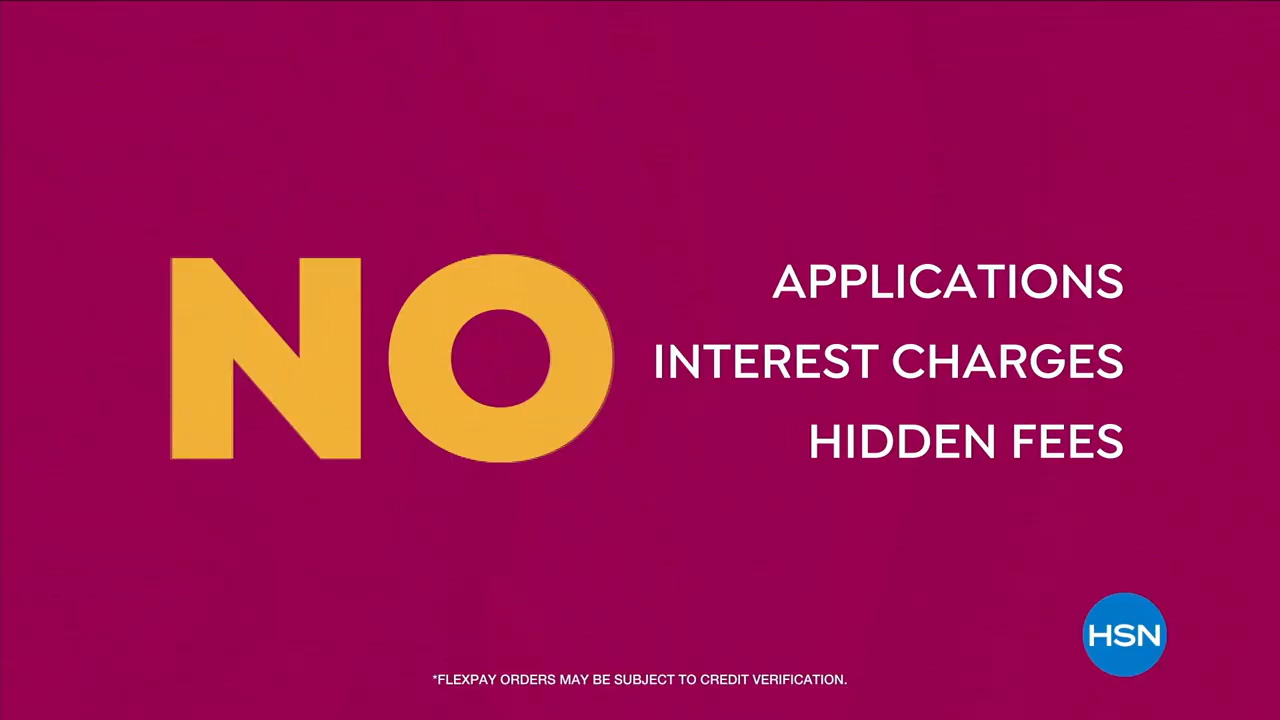 NO
APPLICATIONS
INTEREST CHARGES
HIDDEN FEES
HSN
*FLEXPAY ORDERS MAY BE SUBJECT TO CREDIT VERIFICATION.